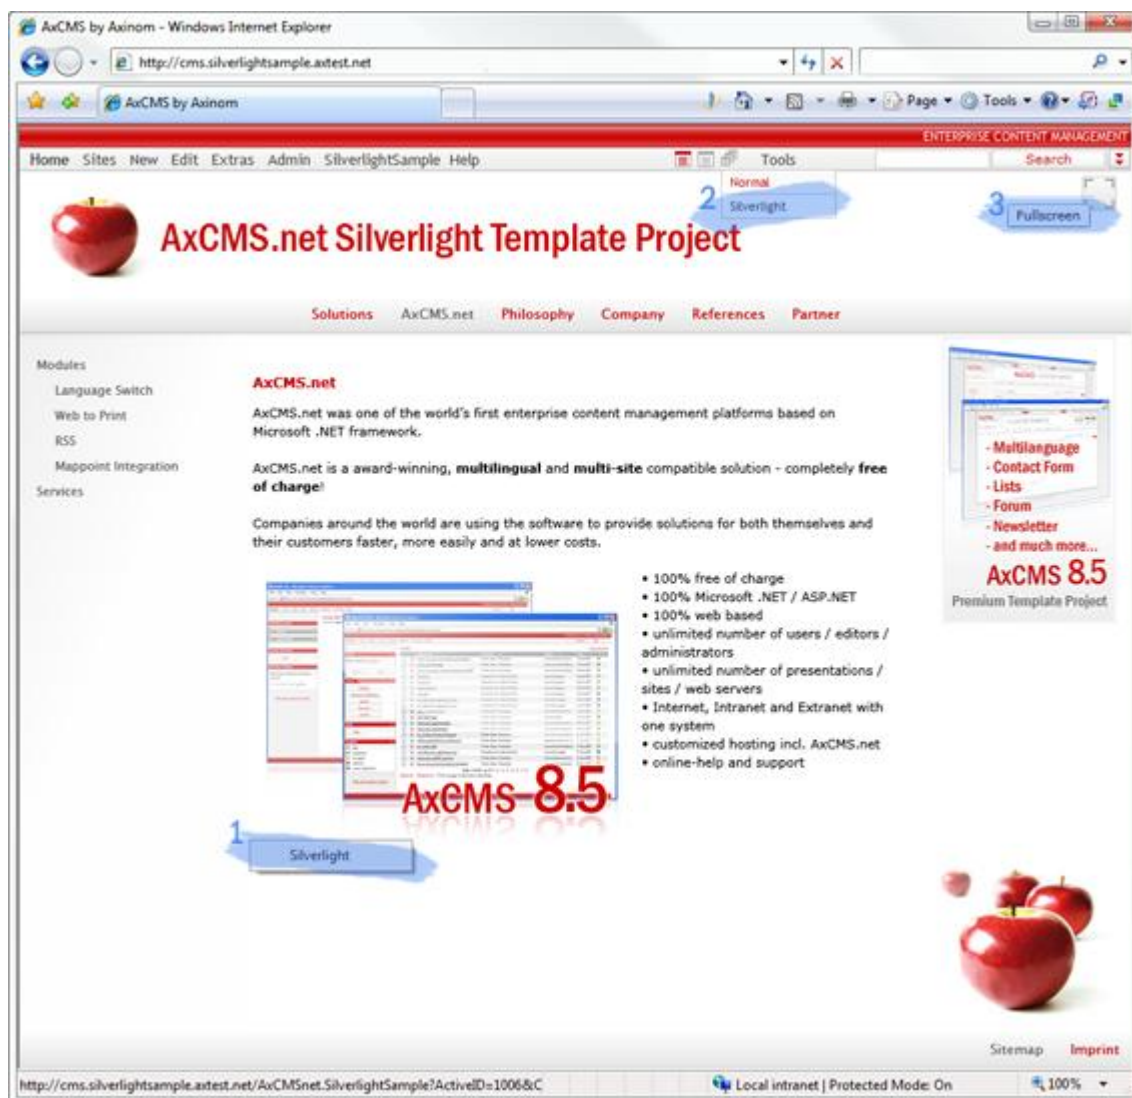 AxCMS by Axinom - Windows Internet Explorer
http://cms.silverlightsample.axtest.net
AxCMS by Axinom
Page
Tools
ENTERPRISE CONTENT MANAGEMENT
Home Sites New Edit Extras Admin SilverlightSample Help
Tools
Search
Normal
2
Silverlight
3
Fullscreen
AxCMS.net Silverlight Template Project
Solutions AxCMS.net Philosophy Company References Partner
Modules
Language Switch
Web to Print
RSS
Mappoint Integration
Services
AxCMS.net
AxCMS.net was one of the world's first enterprise content management platforms based on
Microsoft .NET framework.
AxCMS.net is a award-winning, multilingual and multi-site compatible solution - completely free
of charge!
Companies around the world are using the software to provide solutions for both themselves and
their customers faster, more easily and at lower costs.
• 100% free of charge
• 100% Microsoft .NET / ASP.NET
• 100% web based
• unlimited number of users / editors /
administrators
• unlimited number of presentations /
sites / web servers
• Internet, Intranet and Extranet with
one system
• customized hosting incl. AxCMS.net
• online-help and support
AxCMS 8.5
1
Silverlight
- Multilanguage
- Contact Form
- Lists
- Forum
- Newsletter
- and much more...
AxCMS 8.5
Premium Template Project
Sitemap Imprint
http://cms.silverlightsample.axtest.net/AxCMSnet.SilverlightSample?ActiveID=1006&C
Local intranet | Protected Mode: On
100%